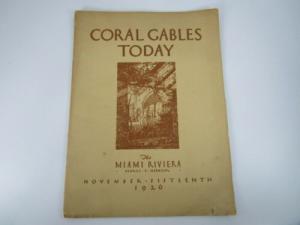 CORAL GABLES
TODAY
The
MIAMI RIVIERA
NOVEMBER · FIFTEENTH
1926